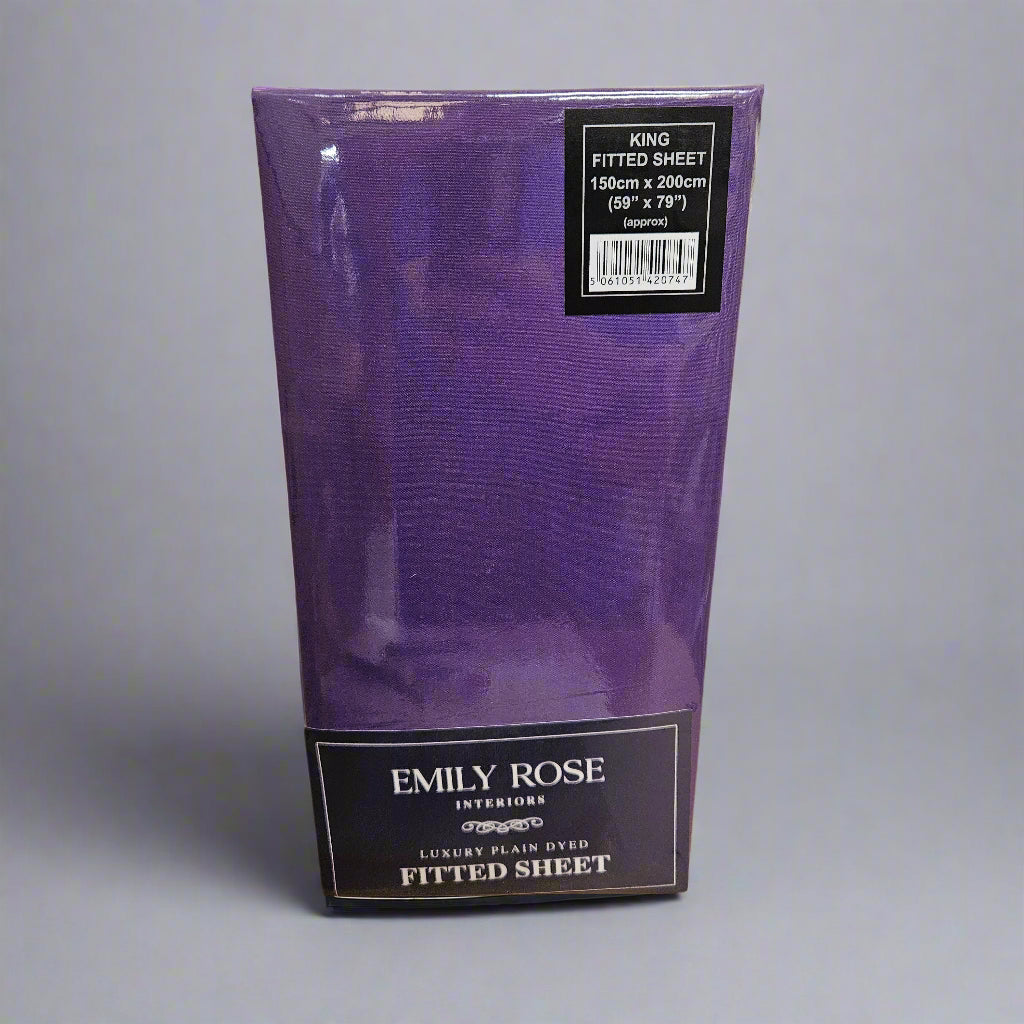 KING
FITTED SHEET
150cm x 200cm
(59” x 79”)
(approx)
5 061051 420747
EMILY ROSE
INTERIORS
LUXURY PLAIN DYED
FITTED SHEET